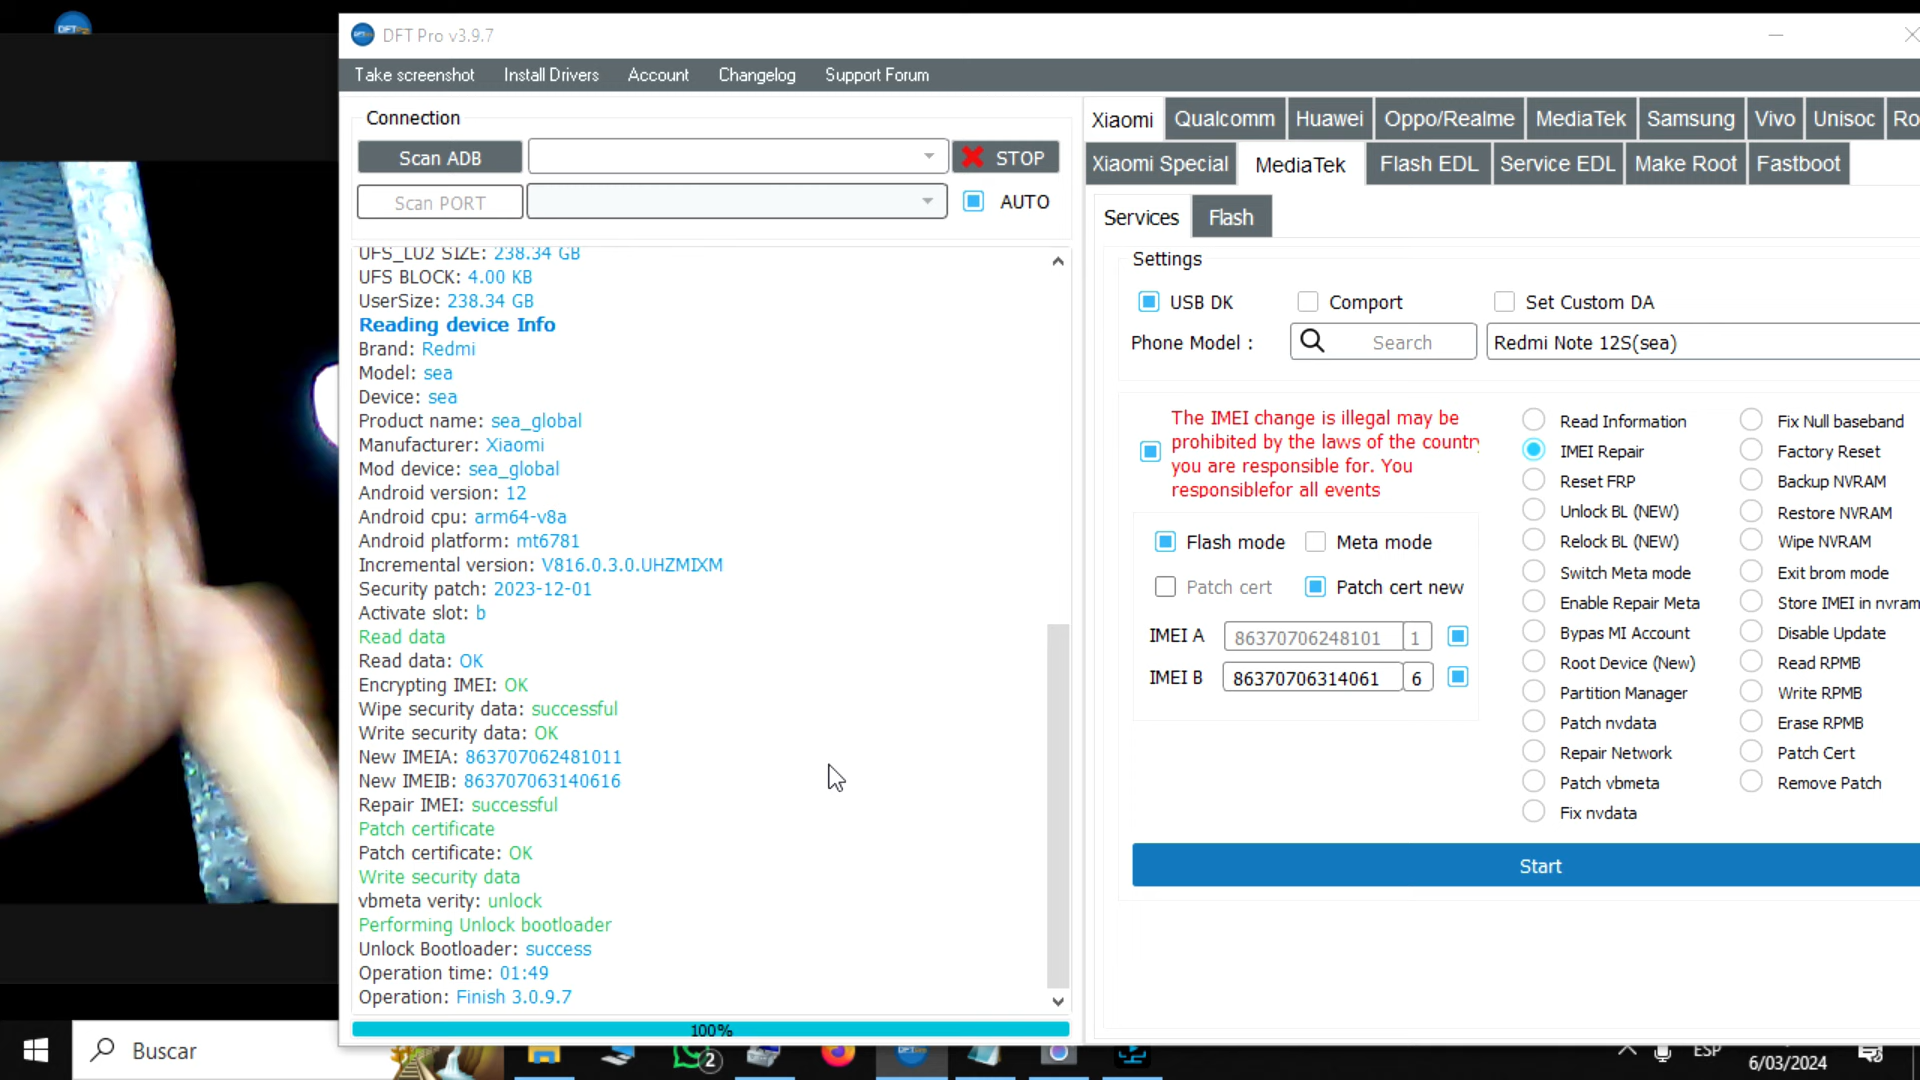 DFT Pro v3.9.7
Take screenshot Install Drivers Account Changelog Support Forum
Connection
Scan ADB STOP
Scan PORT AUTO
UFS_LU2 SIZE: 238.34 GB
UFS BLOCK: 4.00 KB
UserSize: 238.34 GB
Reading device Info
Brand: Redmi
Model: sea
Device: sea
Product name: sea_global
Manufacturer: Xiaomi
Mod device: sea_global
Android version: 12
Android cpu: arm64-v8a
Android platform: mt6781
Incremental version: V816.0.3.0.UHZMIXM
Security patch: 2023-12-01
Activate slot: b
Read data
Read data: OK
Encrypting IMEI: OK
Wipe security data: successful
Write security data: OK
New IMEIA: 863707062481011
New IMEIB: 863707063140616
Repair IMEI: successful
Patch certificate
Patch certificate: OK
Write security data
vbmeta verity: unlock
Performing Unlock bootloader
Unlock Bootloader: success
Operation time: 01:49
Operation: Finish 3.0.9.7
100%
Xiaomi Qualcomm Huawei Oppo/Realme MediaTek Samsung Vivo Unisoc Ro
Xiaomi Special MediaTek Flash EDL Service EDL Make Root Fastboot
Services Flash
Settings
USB DK Comport Set Custom DA
Phone Model : Search Redmi Note 12S(sea)
The IMEI change is illegal may be
prohibited by the laws of the country
you are responsible for. You
responsiblefor all events
Flash mode Meta mode
Patch cert Patch cert new
IMEI A 86370706248101 1
IMEI B 86370706314061 6
Read Information Fix Null baseband
IMEI Repair Factory Reset
Reset FRP Backup NVRAM
Unlock BL (NEW) Restore NVRAM
Relock BL (NEW) Wipe NVRAM
Switch Meta mode Exit brom mode
Enable Repair Meta Store IMEI in nvram
Bypas MI Account Disable Update
Root Device (New) Read RPMB
Partition Manager Write RPMB
Patch nvdata Erase RPMB
Repair Network Patch Cert
Patch vbmeta Remove Patch
Fix nvdata
Start
Buscar 2 ESP 6/03/2024